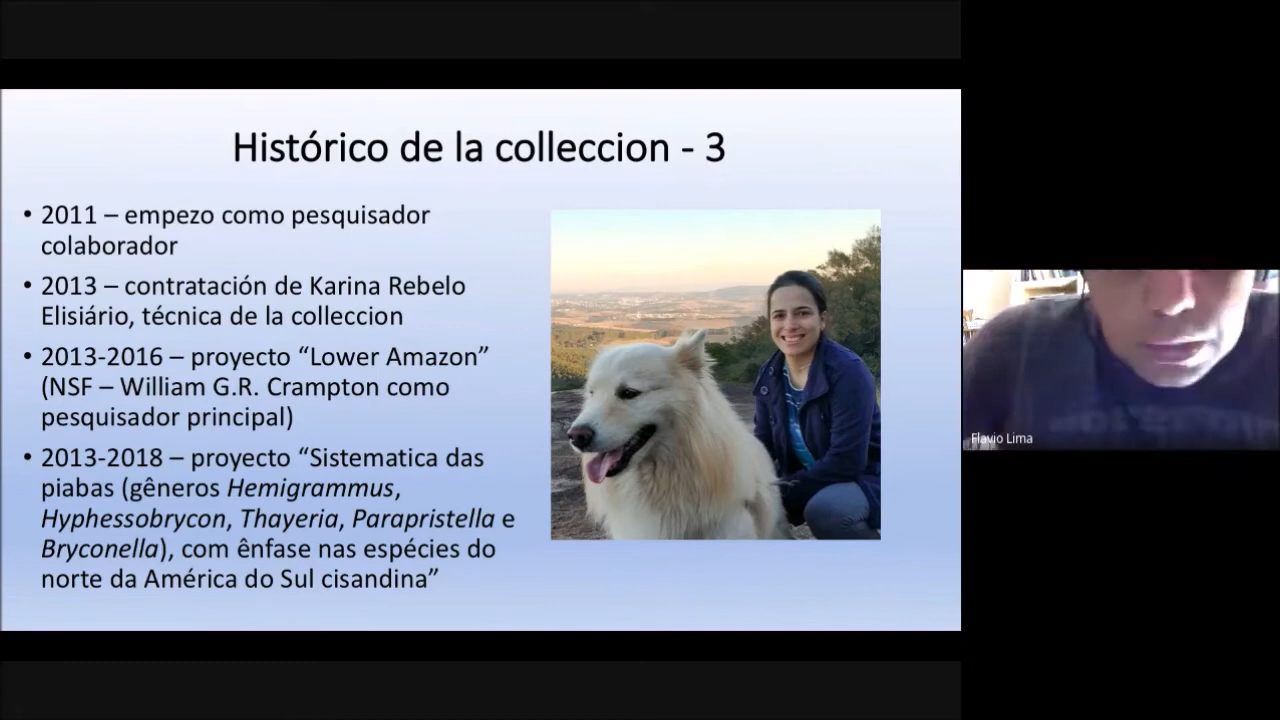 Histórico de la colleccion - 3
• 2011 – empezo como pesquisador
colaborador
• 2013 – contratación de Karina Rebelo
Elisiário, técnica de la colleccion
• 2013-2016 – proyecto “Lower Amazon”
(NSF – William G.R. Crampton como
pesquisador principal)
• 2013-2018 – proyecto “Sistematica das
piabas (gêneros Hemigrammus,
Hyphessobrycon, Thayeria, Parapristella e
Bryconella), com ênfase nas espécies do
norte da América do Sul cisandina”
Flavio Lima